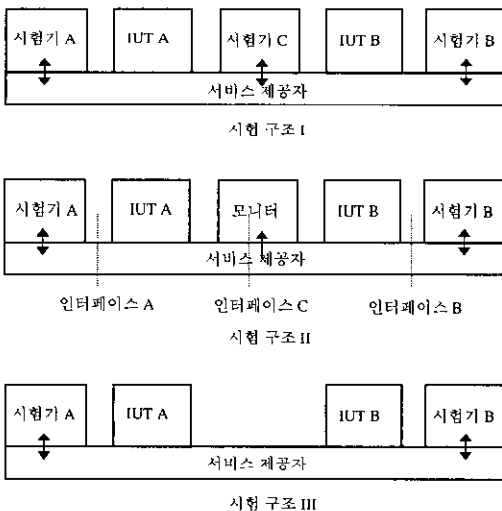 시험기 A IUT A 시험기 C IUT B 시험기 B
서비스 제공자
시험 구조 I
시험기 A IUT A 모니터 IUT B 시험기 B
서비스 제공자
인터페이스 A 인터페이스 C 인터페이스 B
시험 구조 II
시험기 A IUT A IUT B 시험기 B
서비스 제공자
시험 구조 III